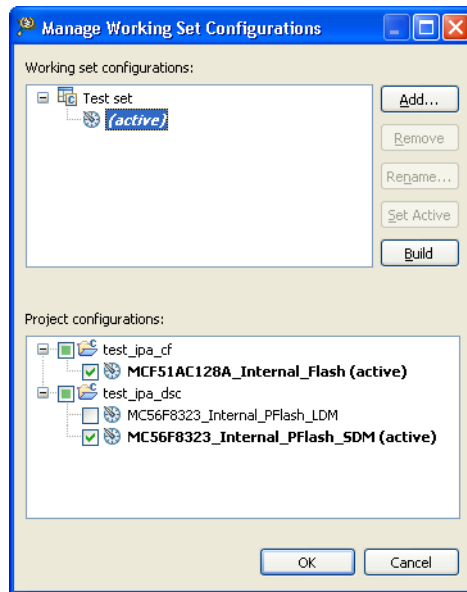 Manage Working Set Configurations
Working set configurations:
Test set
(active)
Add...
Remove
Rename...
Set Active
Build
Project configurations:
test_ipa_cf
MCF51AC128A_Internal_Flash (active)
test_ipa_dsc
MC56F8323_Internal_PFlash_LDM
MC56F8323_Internal_PFlash_SDM (active)
OK
Cancel